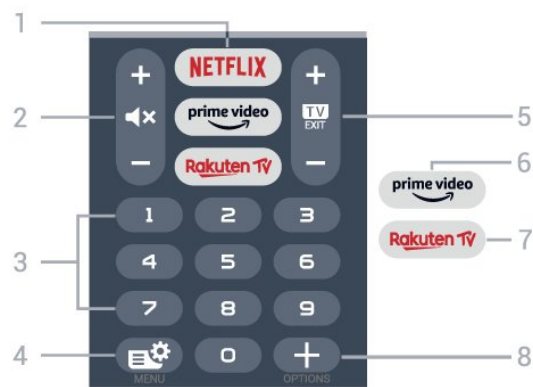 1
NETFLIX
+ +
2 prime video TV EXIT 5
6
prime video
- -
Rakuten TV
1 2 3
Rakuten TV 7
3 4 5 6
7 8 9
4 0 + 8
MENU OPTIONS